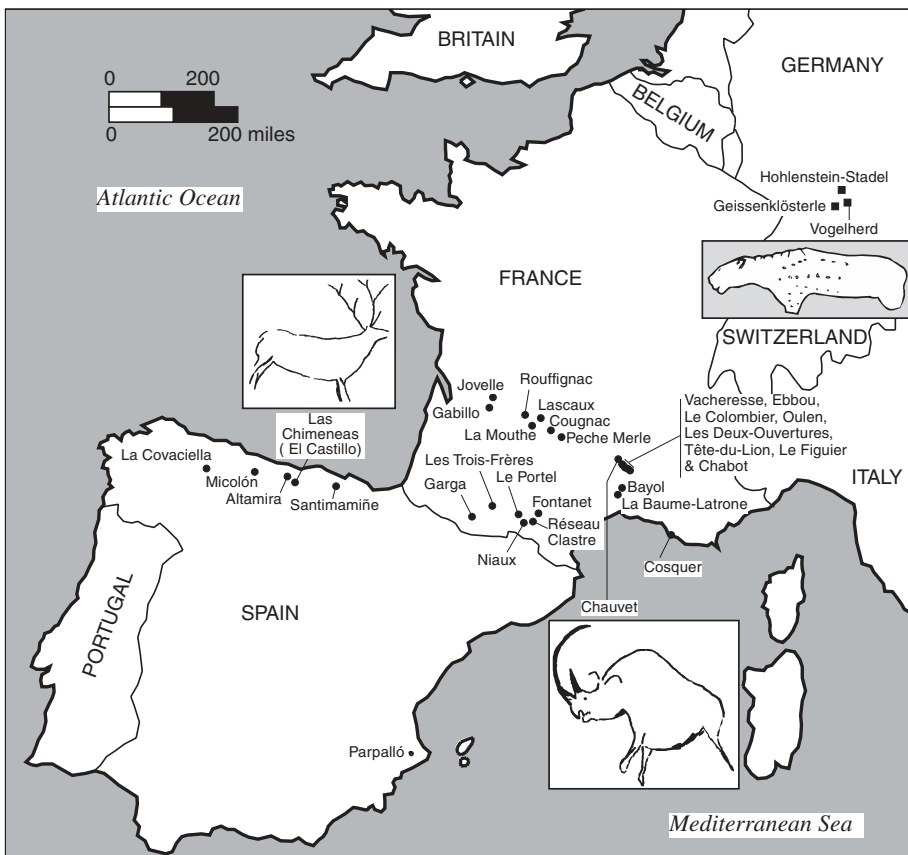 BRITAIN
GERMANY
BELGIUM
0 200
0 200 miles
Atlantic Ocean
Hohlenstein-Stadel
Geissenklösterle
Vogelherd
FRANCE
SWITZERLAND
Jovelle
Rouffignac
Gabillo
Lascaux
Cougnac
La Mouthe
Peche Merle
Vacheresse, Ebbou,
Le Colombier, Oulen,
Les Deux-Ouvertures,
Tête-du-Lion, Le Figuier
& Chabot
ITALY
Las
Chimeneas
( El Castillo)
La Covaciella
Micolón
Altamira
Santimamiñe
Les Trois-Frères
Le Portel
Garga
Fontanet
Réseau
Clastre
Niaux
Bayol
La Baume-Latrone
Cosquer
Chauvet
PORTUGAL
SPAIN
Parpalló
Mediterranean Sea